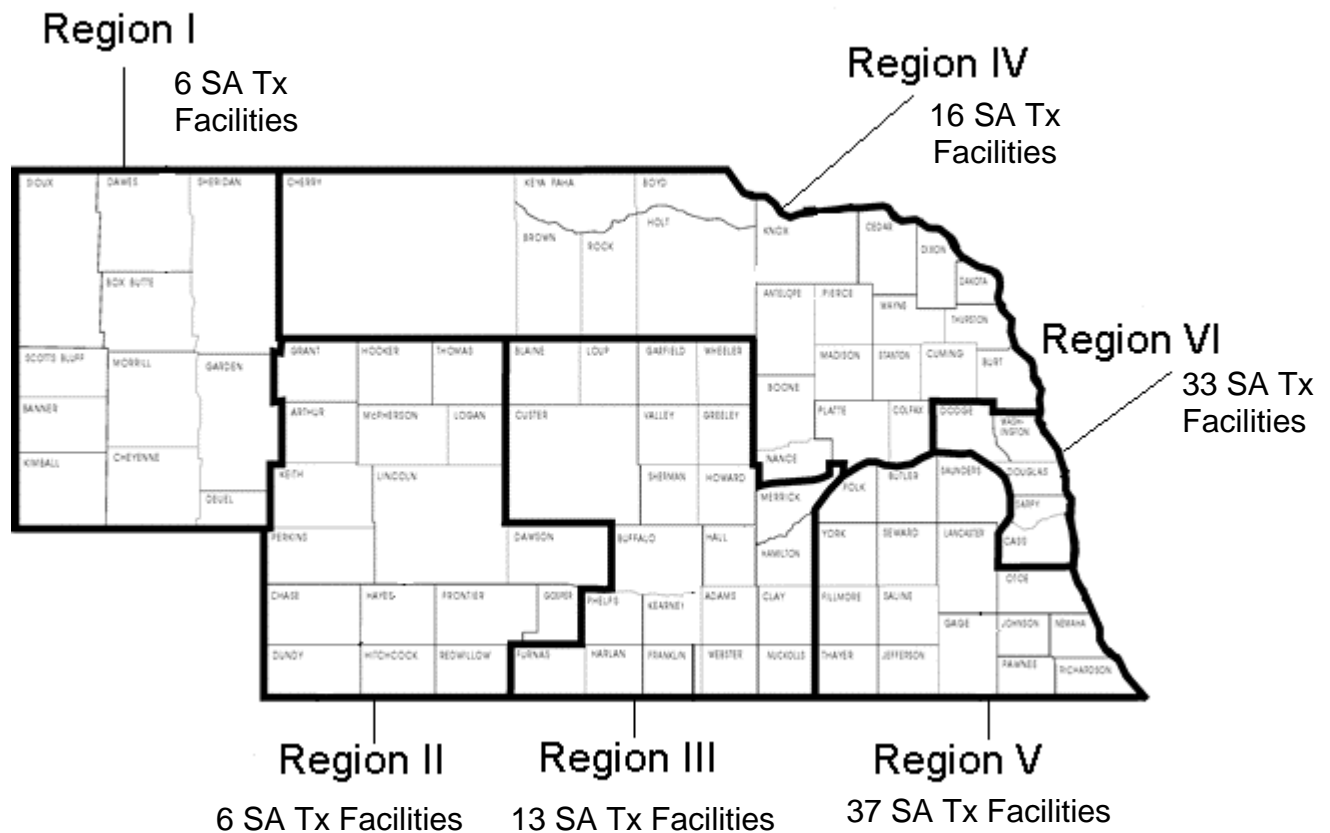 Region I
6 SA Tx
Facilities
Region IV
16 SA Tx
Facilities
SIOUX
DAWES
SHERIDAN
CHERRY
KEYA PAHA
BOYD
BROWN
ROCK
HOLT
KNOX
CEDAR
DIXON
DAKOTA
BOX BUTTE
ANTELOPE
PIERCE
WAYNE
THURSTON
Region VI
33 SA Tx
Facilities
SCOTTS BLUFF
MORRILL
GARDEN
GRANT
HOOKER
THOMAS
BLAINE
LOUP
GARFIELD
WHEELER
MADISON
STANTON
CUMING
BURT
BOONE
BANNER
ARTHUR
McPHERSON
LOGAN
CUSTER
VALLEY
GREELEY
PLATTE
COLFAX
DODGE
WASH-
INGTON
KIMBALL
CHEYENNE
KEITH
LINCOLN
SHERMAN
HOWARD
NANCE
MERRICK
POLK
BUTLER
SAUNDERS
DOUGLAS
SARPY
DEUEL
PERKINS
DAWSON
BUFFALO
HALL
HAMILTON
YORK
SEWARD
LANCASTER
CASS
OTOE
CHASE
HAYES
FRONTIER
GOSPER
PHELPS
KEARNEY
ADAMS
CLAY
FILLMORE
SALINE
GAGE
JOHNSON
NEMAHA
DUNDY
HITCHCOCK
REDWILLOW
FURNAS
HARLAN
FRANKLIN
WEBSTER
NUCKOLLS
THAYER
JEFFERSON
PAWNEE
RICHARDSON
Region II
6 SA Tx Facilities
Region III
13 SA Tx Facilities
Region V
37 SA Tx Facilities